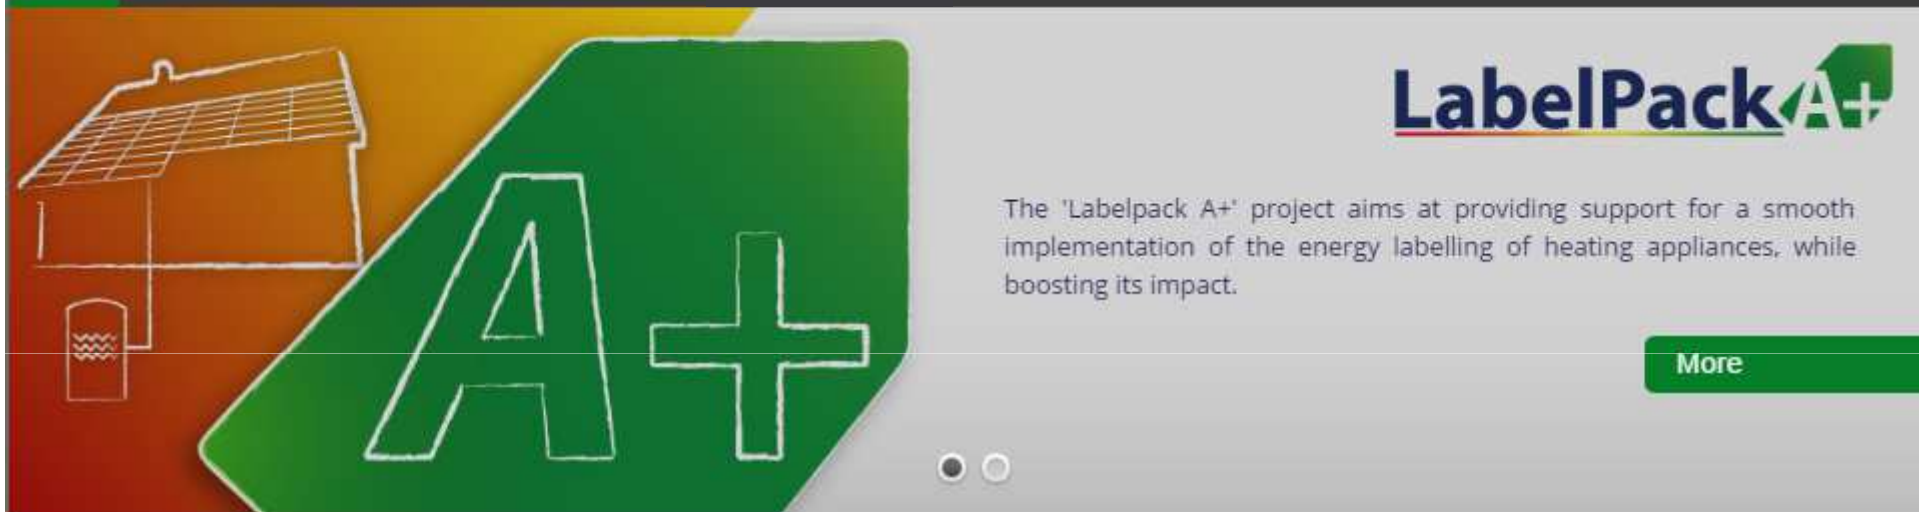 A+
LabelPackA+
The 'Labelpack A+' project aims at providing support for a smooth
implementation of the energy labelling of heating appliances, while
boosting its impact.
More